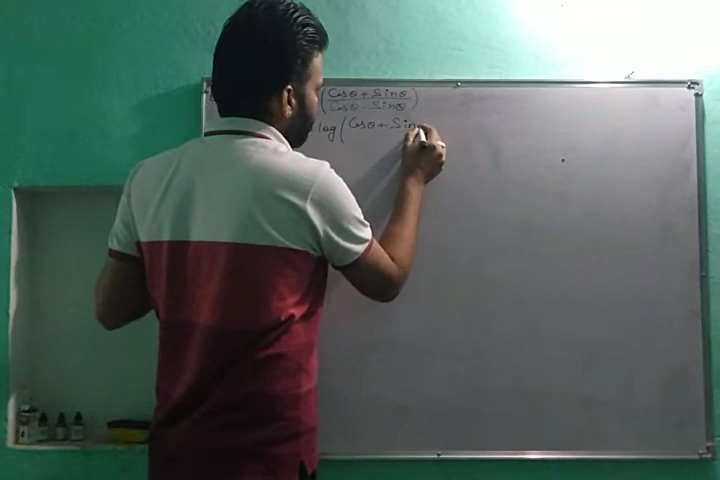 (Cosθ + Sinθ / Cosθ - Sinθ)
log (Cosθ + Sin